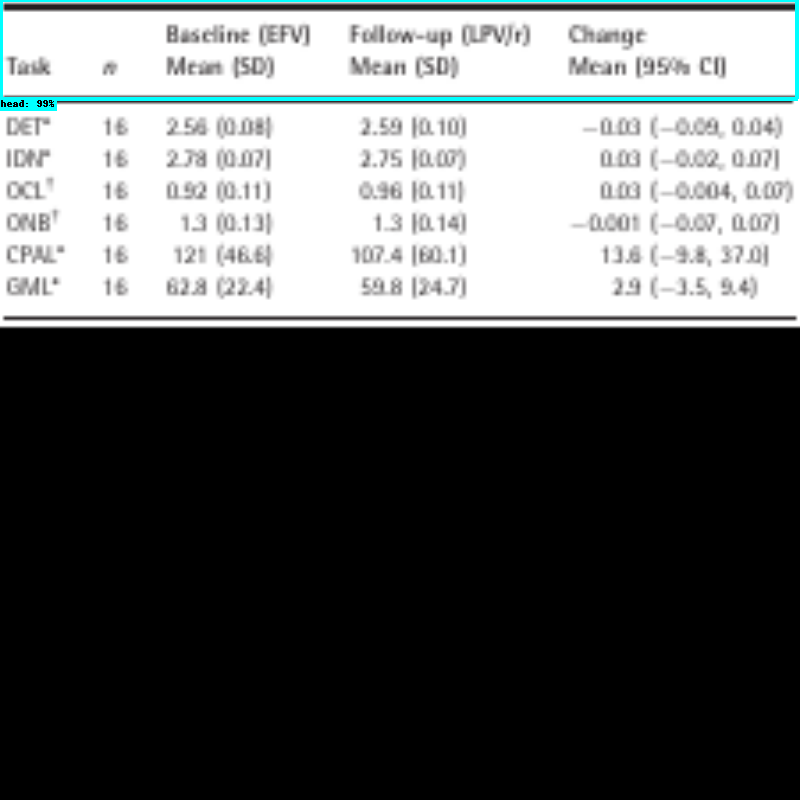 Baseline (EFV) Follow-up (LPV/r) Change
Task n Mean (SD) Mean (SD) Mean (95% CI)
head: 99%
DET* 16 2.56 (0.08) 2.59 (0.10) −0.03 (−0.09, 0.04)
IDN* 16 2.78 (0.07) 2.75 (0.07) 0.03 (−0.02, 0.07)
OCL† 16 0.92 (0.11) 0.96 (0.11) 0.03 (−0.004, 0.07)
ONB† 16 1.3 (0.13) 1.3 (0.14) −0.001 (−0.07, 0.07)
CPAL* 16 121 (46.6) 107.4 (60.1) 13.6 (−9.8, 37.0)
GML* 16 62.8 (22.4) 59.8 (24.7) 2.9 (−3.5, 9.4)